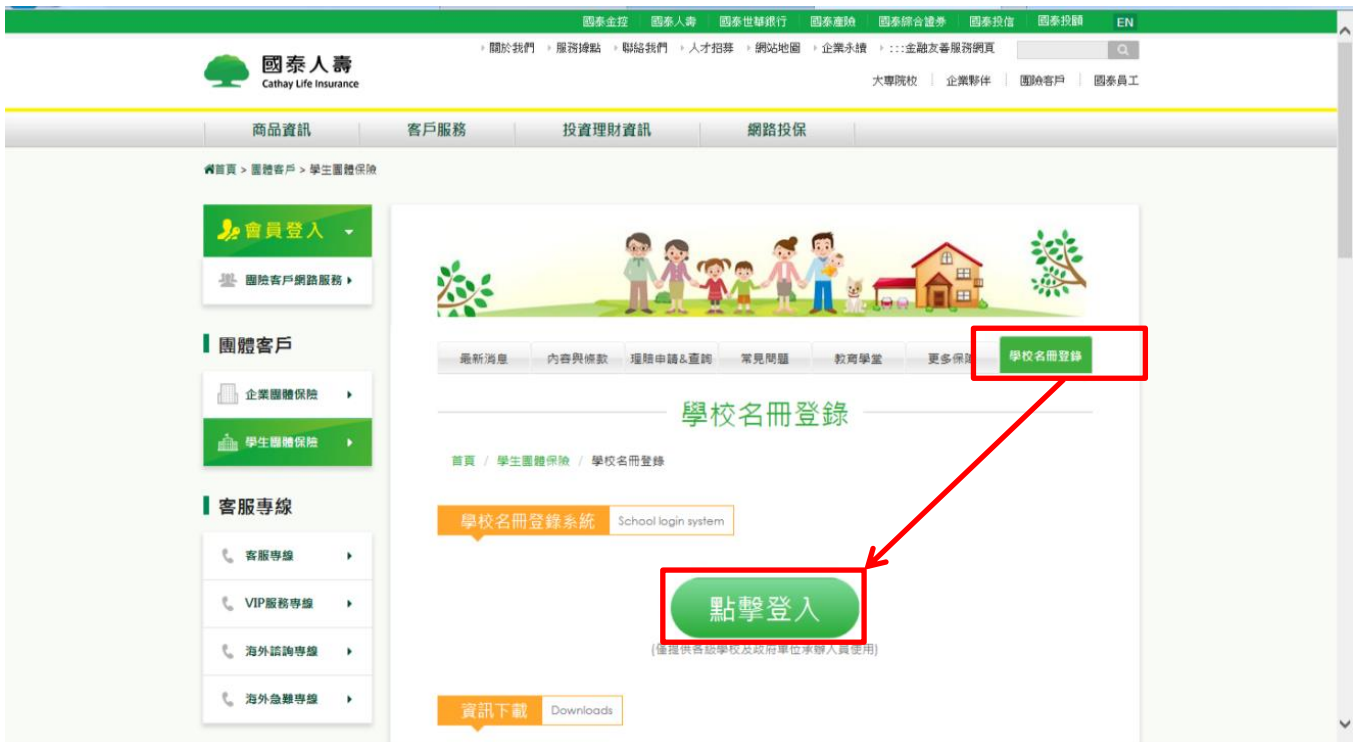 國泰金控 國泰人壽 國泰世華銀行 國泰產險 國泰綜合證券 國泰投信 國泰投顧 EN
國泰人壽
Cathay Life Insurance
關於我們 服務據點 聯絡我們 人才招募 網站地圖 企業永續 :::金融友善服務網頁
大專院校 企業夥伴 團險客戶 國泰員工
商品資訊 客戶服務 投資理財資訊 網路投保
首頁 > 團體客戶 > 學生團體保險
會員登入
團險客戶網路服務
團體客戶
企業團體保險
學生團體保險
客服專線
客服專線
VIP服務專線
海外諮詢專線
海外急難專線
最新消息 內容與條款 理賠申請&查詢 常見問題 教育學堂 更多保險 學校名冊登錄
學校名冊登錄
首頁 / 學生團體保險 / 學校名冊登錄
學校名冊登錄系統 School login system
點擊登入
(僅提供各級學校及政府單位承辦人員使用)
資訊下載 Downloads